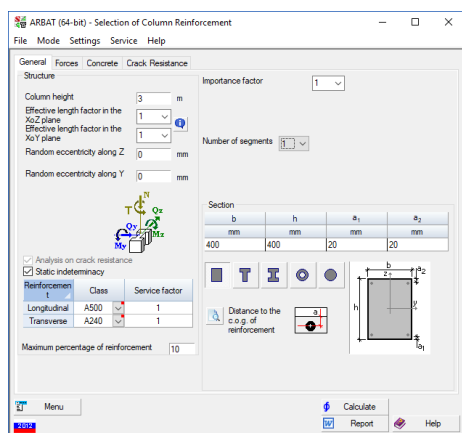 ARBAT (64-bit) - Selection of Column Reinforcement
File Mode Settings Service Help
General Forces Concrete Crack Resistance
Structure
Column height 3 m
Effective length factor in the
XoZ plane 1
Effective length factor in the
XoY plane 1
Random eccentricity along Z 0 mm
Random eccentricity along Y 0 mm
N
T Qz
Qy Mz
My
Analysis on crack resistance
Static indeterminacy
Reinforcemen
t Class Service factor
Longitudinal A500 1
Transverse A240 1
Maximum percentage of reinforcement 10
Importance factor 1
Number of segments 1
Section
b h a1 a2
mm mm mm mm
400 400 20 20
Distance to
the c.o.g. of
reinforcement
a
b
z a2
h y
a1
Menu Calculate
2012 Report Help